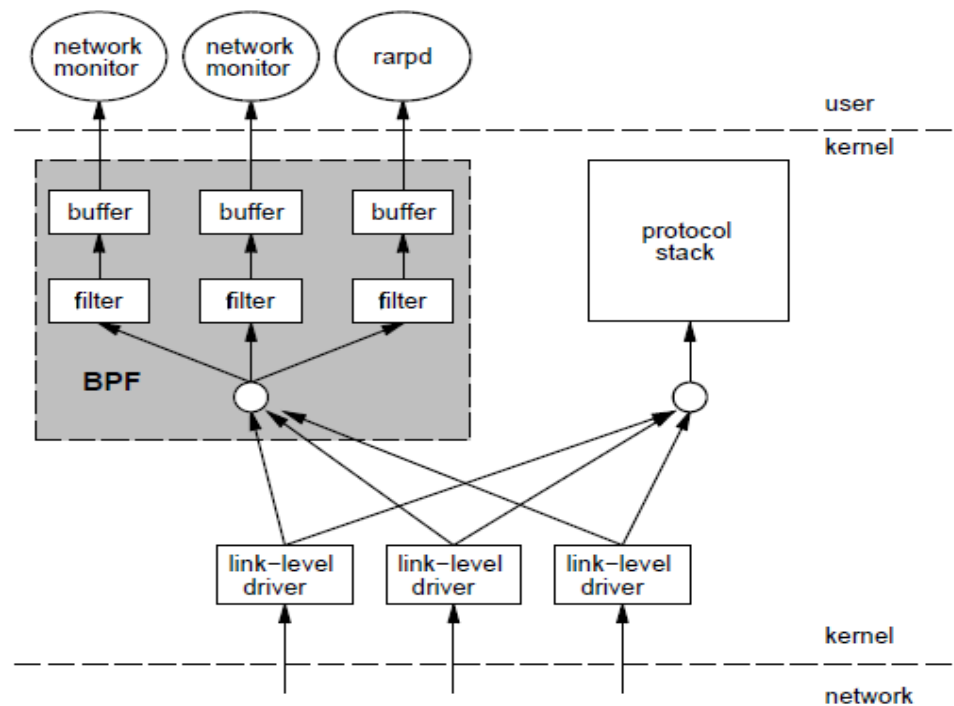 network
monitor
network
monitor
rarpd
user
kernel
buffer
buffer
buffer
protocol
stack
filter
filter
filter
BPF
link-level
driver
link-level
driver
link-level
driver
kernel
network